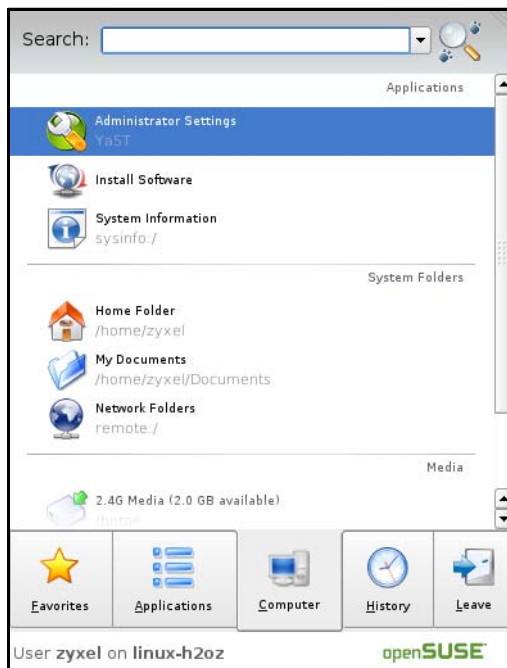 Search:
Applications
Administrator Settings
YaST
Install Software
System Information
sysinfo:/
System Folders
Home Folder
/home/zyxel
My Documents
/home/zyxel/Documents
Network Folders
remote:/
Media
2.4G Media (2.0 GB available)
/home
Favorites
Applications
Computer
History
Leave
User zyxel on linux-h2oz
openSUSE